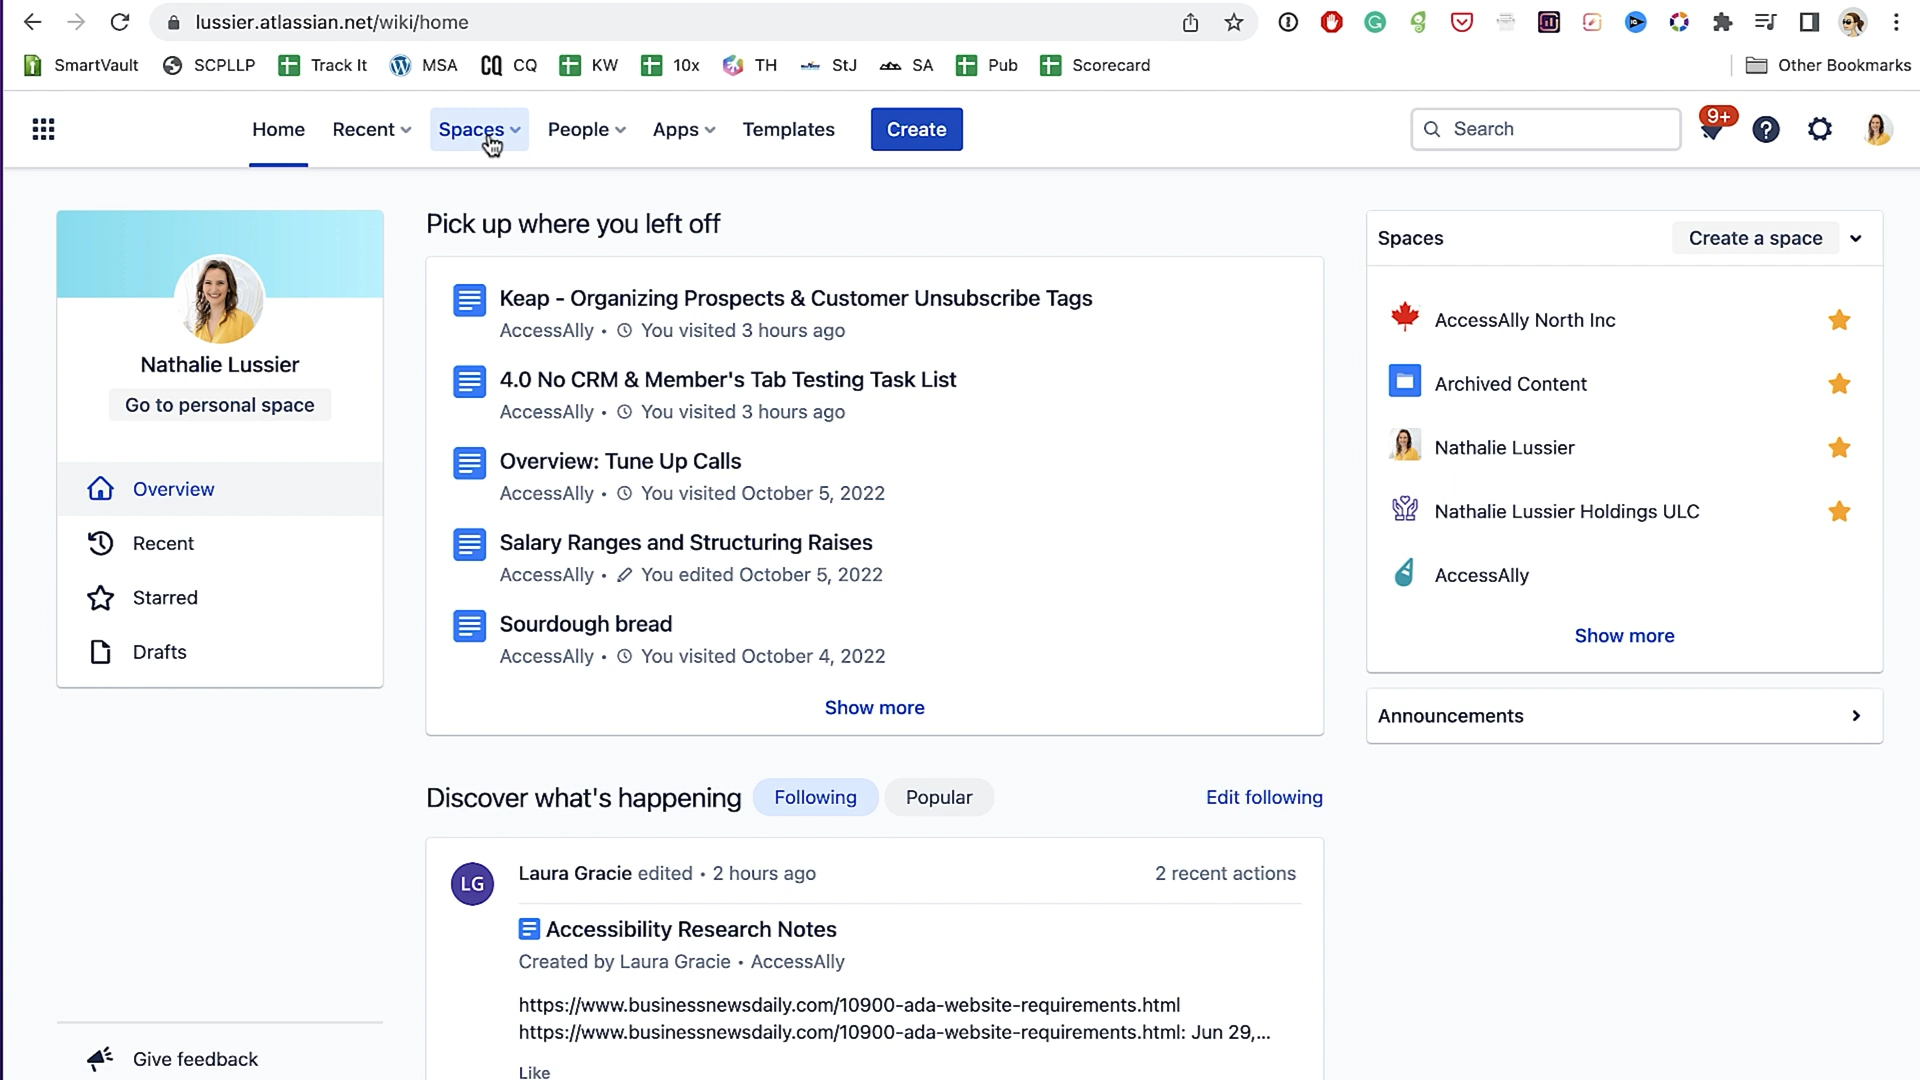 lussier.atlassian.net/wiki/home
SmartVault SCPLLP Track It MSA CQ CQ KW 10x TH StJ SA Pub Scorecard Other Bookmarks
Home Recent Spaces People Apps Templates Create Search 9+
Pick up where you left off
Keap - Organizing Prospects & Customer Unsubscribe Tags
AccessAlly • You visited 3 hours ago
4.0 No CRM & Member's Tab Testing Task List
AccessAlly • You visited 3 hours ago
Overview: Tune Up Calls
AccessAlly • You visited October 5, 2022
Salary Ranges and Structuring Raises
AccessAlly • You edited October 5, 2022
Sourdough bread
AccessAlly • You visited October 4, 2022
Show more
Nathalie Lussier
Go to personal space
Overview
Recent
Starred
Drafts
Spaces Create a space
AccessAlly North Inc
Archived Content
Nathalie Lussier
Nathalie Lussier Holdings ULC
AccessAlly
Show more
Announcements
Discover what's happening Following Popular Edit following
LG Laura Gracie edited • 2 hours ago 2 recent actions
Accessibility Research Notes
Created by Laura Gracie • AccessAlly
https://www.businessnewsdaily.com/10900-ada-website-requirements.html
https://www.businessnewsdaily.com/10900-ada-website-requirements.html: Jun 29,...
Like
Give feedback